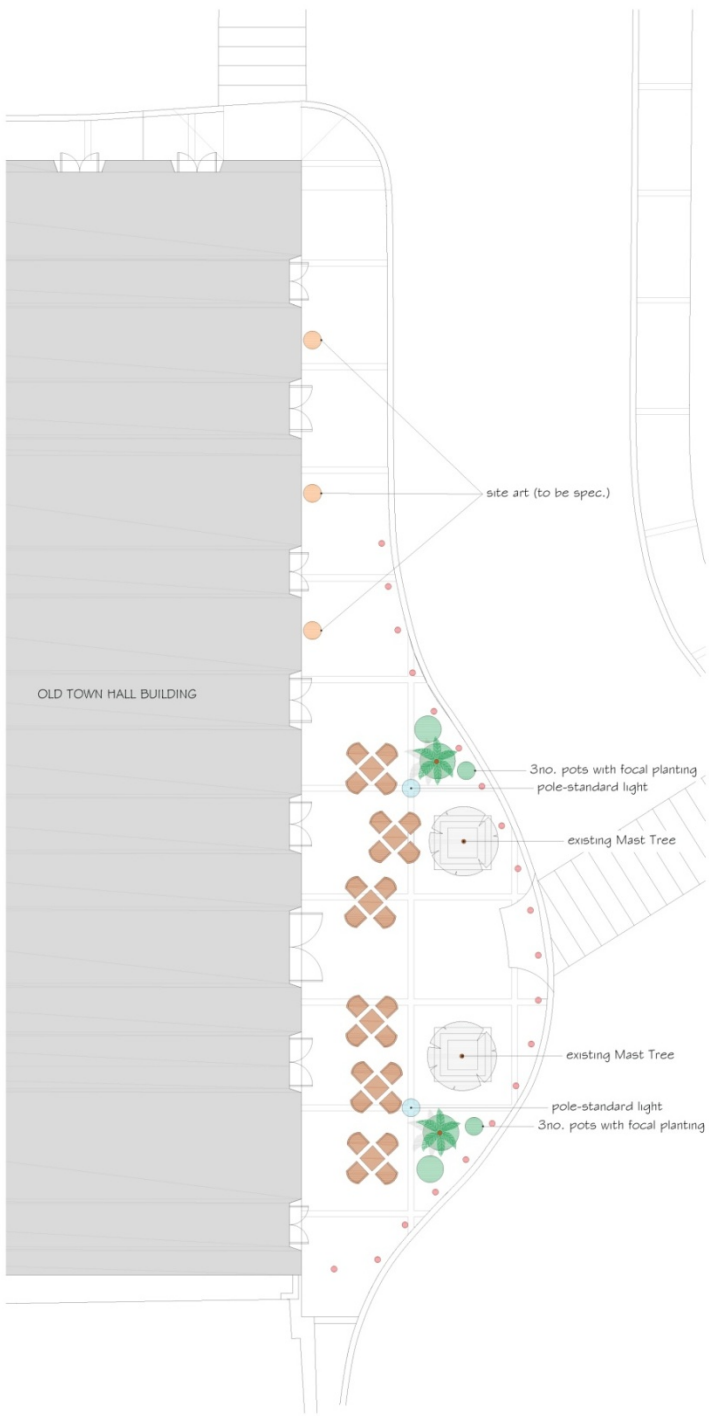 site art (to be spec.)
OLD TOWN HALL BUILDING
3no. pots with focal planting
pole-standard light
existing Mast Tree
existing Mast Tree
pole-standard light
3no. pots with focal planting